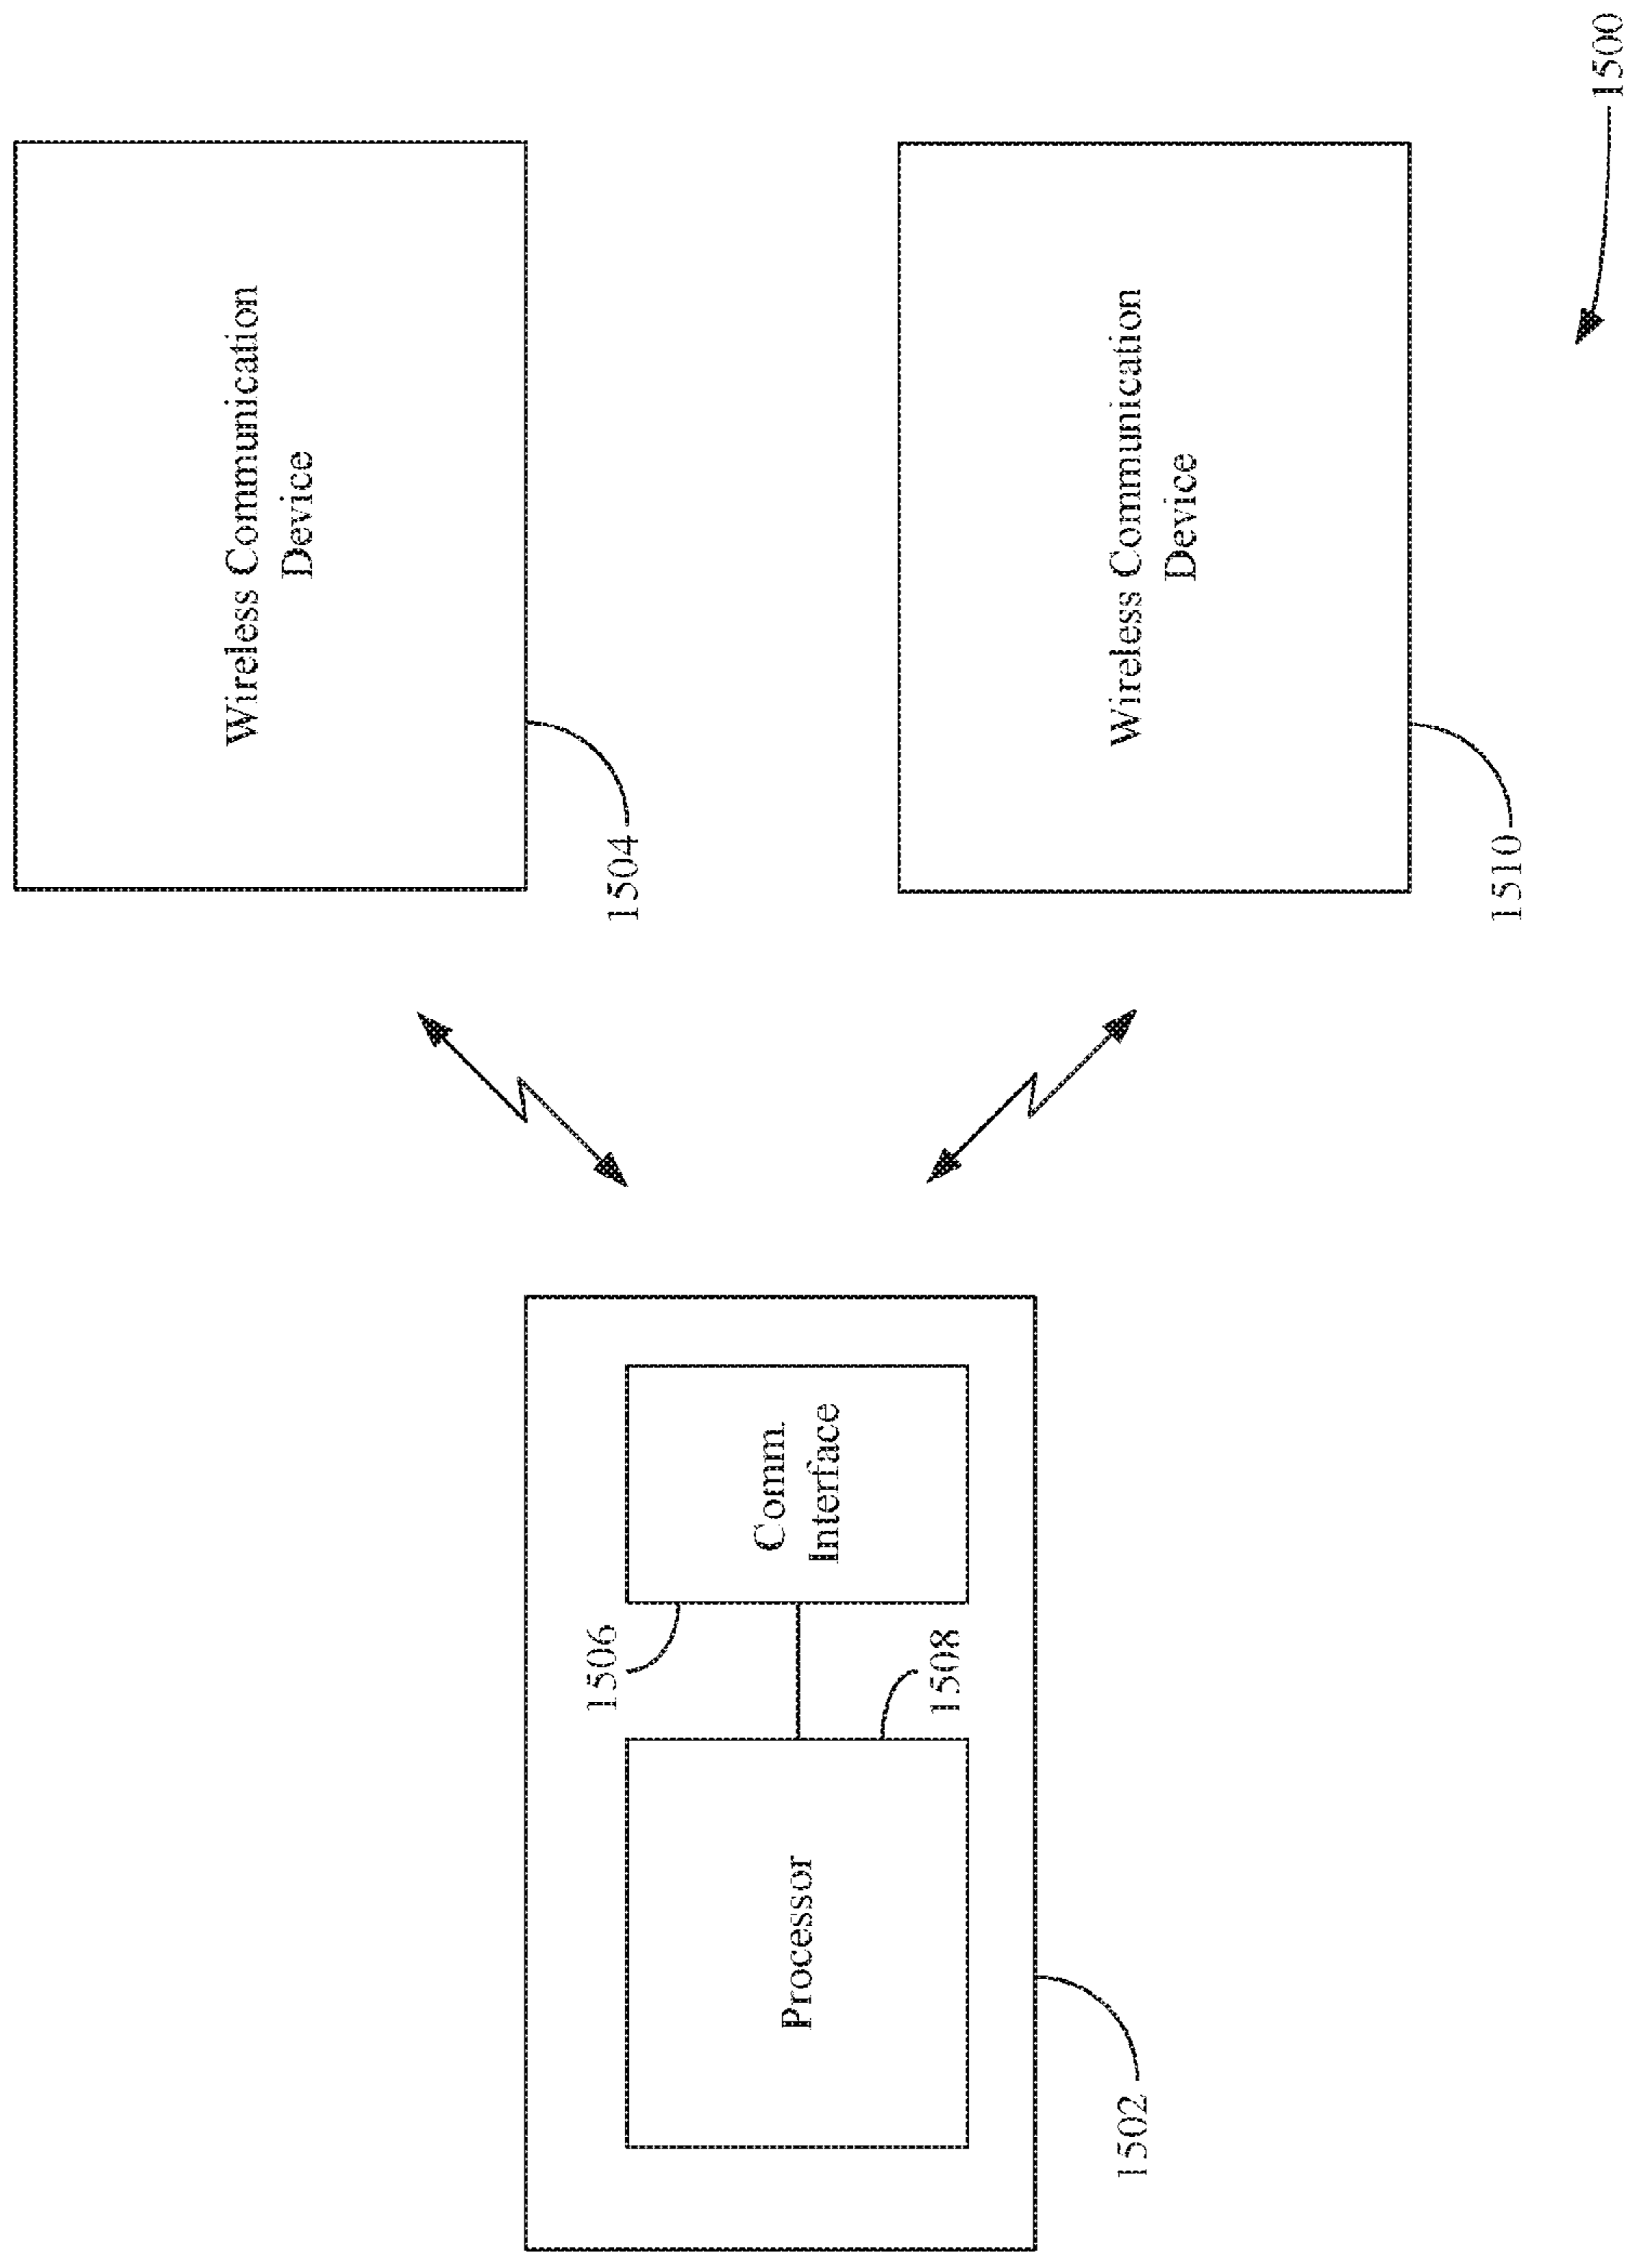 Wireless Communication
Device
1504
Processor
1506
Comm.
Interface
1508
1502
Wireless Communication
Device
1510
1500